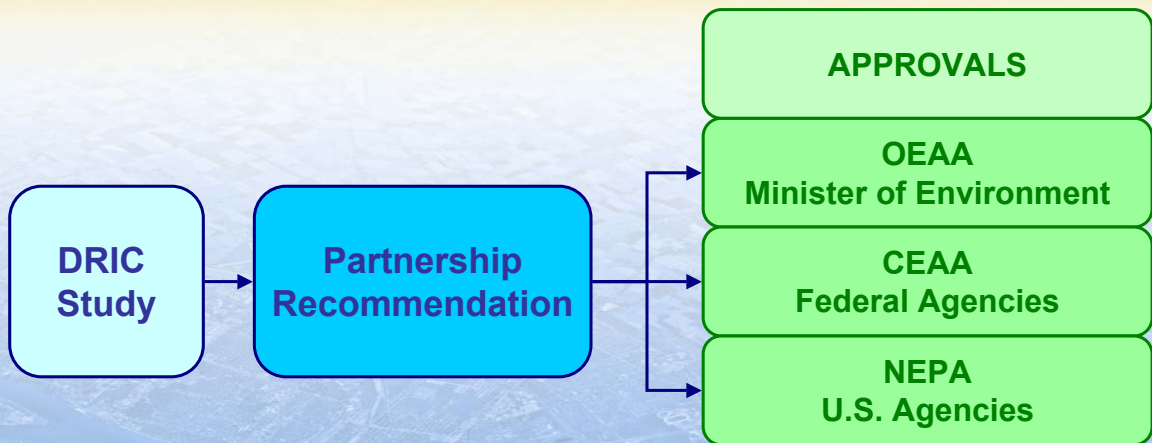 DRIC
Study
Partnership
Recommendation
APPROVALS
OEAA
Minister of Environment
CEAA
Federal Agencies
NEPA
U.S. Agencies